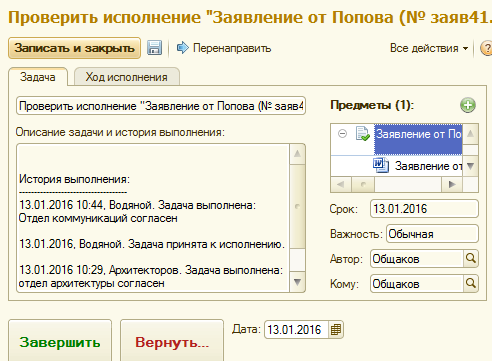 Проверить исполнение "Заявление от Попова (№ заяв41.
Записать и закрыть
Перенаправить
Все действия
Задача
Ход исполнения
Проверить исполнение "Заявление от Попова (№ заяв4
Предметы (1):
Описание задачи и история выполнения:
Заявление от По
Заявление от
История выполнения:
------------------------------------
13.01.2016 10:44, Водяной. Задача выполнена:
Отдел коммуникаций согласен
13.01.2016, Водяной. Задача принята к исполнению.
13.01.2016 10:29, Архитекторов. Задача выполнена:
отдел архитектуры согласен
Срок: 13.01.2016
Важность: Обычная
Автор: Общаков
Кому: Общаков
Завершить
Вернуть...
Дата: 13.01.2016